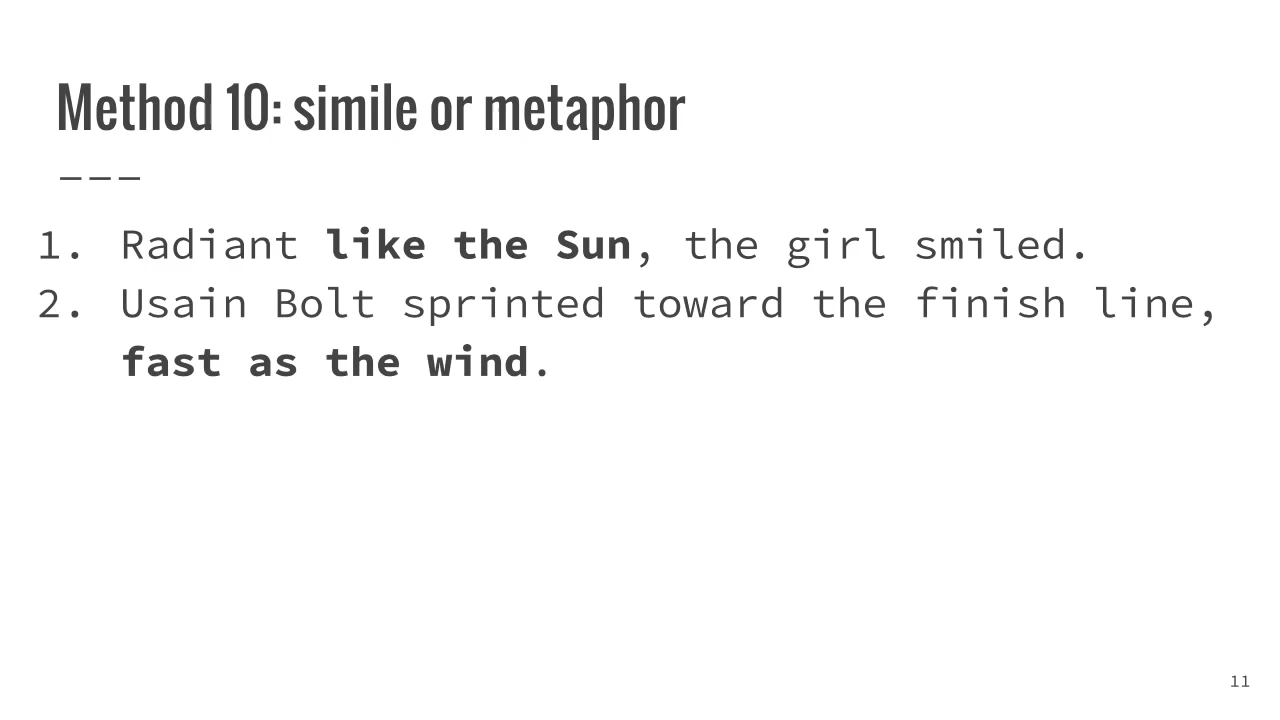 Method 10: simile or metaphor
1. Radiant like the Sun, the girl smiled.
2. Usain Bolt sprinted toward the finish line,
fast as the wind.
11